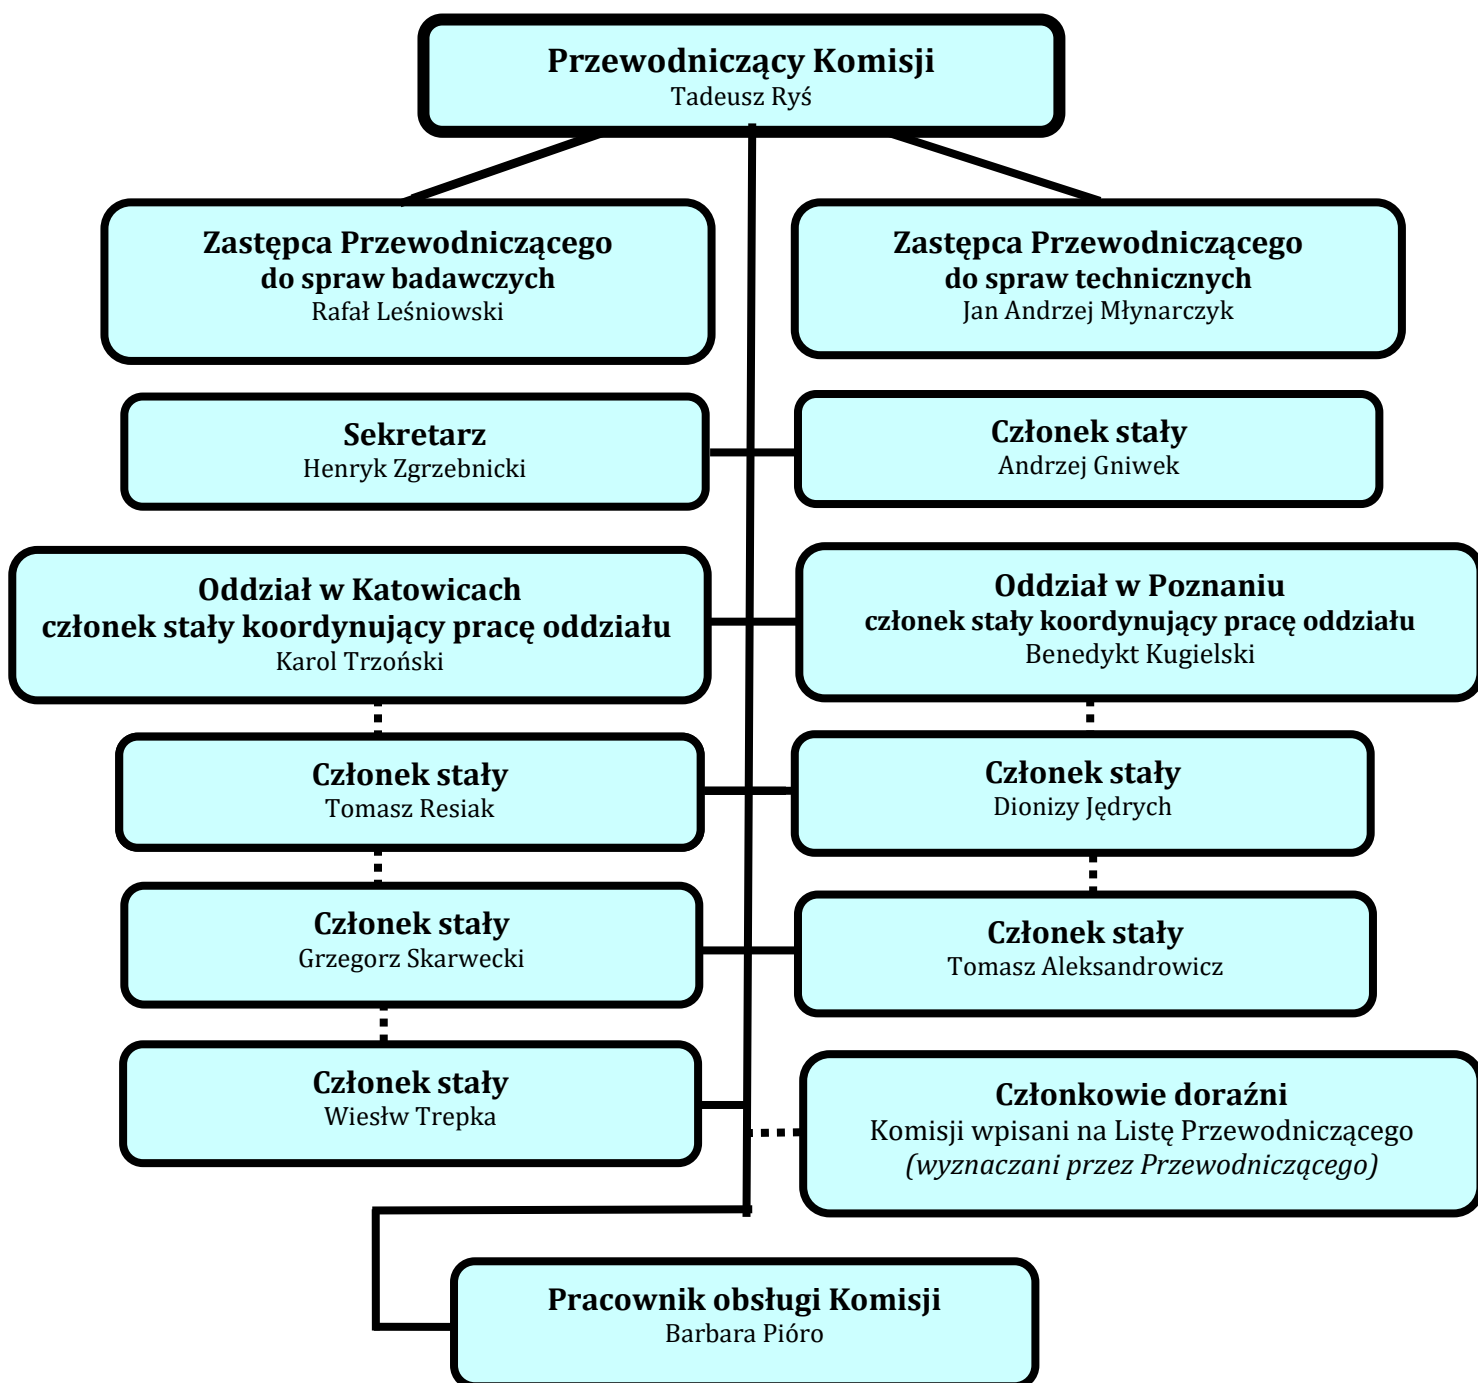 Przewodniczący Komisji
Tadeusz Ryś
Zastępca Przewodniczącego
do spraw badawczych
Rafał Leśniowski
Zastępca Przewodniczącego
do spraw technicznych
Jan Andrzej Młynarczyk
Sekretarz
Henryk Zgrzebnicki
Członek stały
Andrzej Gniwek
Oddział w Katowicach
członek stały koordynujący pracę oddziału
Karol Trzoński
Oddział w Poznaniu
członek stały koordynujący pracę oddziału
Benedykt Kugielski
Członek stały
Tomasz Resiak
Członek stały
Dionizy Jędrych
Członek stały
Grzegorz Skarwecki
Członek stały
Tomasz Aleksandrowicz
Członek stały
Wiesłw Trepka
Członkowie doraźni
Komisji wpisani na Listę Przewodniczącego
(wyznaczani przez Przewodniczącego)
Pracownik obsługi Komisji
Barbara Pióro